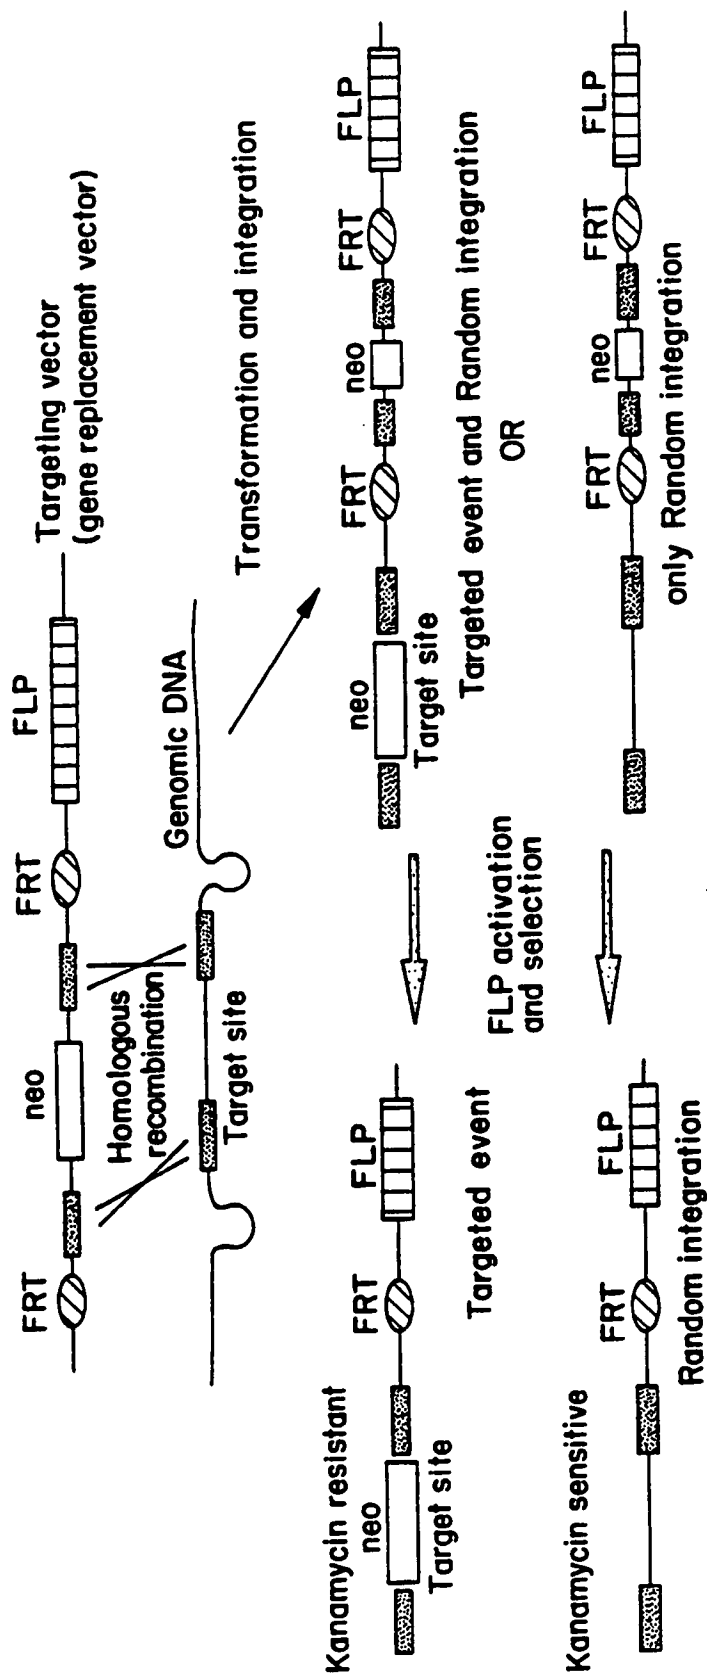 FRT
neo
FRT
FLP
Targeting vector
(gene replacement vector)
Homologous
recombination
Genomic DNA
Target site
Transformation and integration
Kanamycin resistant
neo
Target site
FRT
FLP
Targeted event
FLP activation
and selection
neo
Target site
FRT
neo
FRT
FLP
Targeted event and Random integration
OR
Kanamycin sensitive
FRT
FLP
Random integration
FRT
neo
FRT
FLP
only Random integration